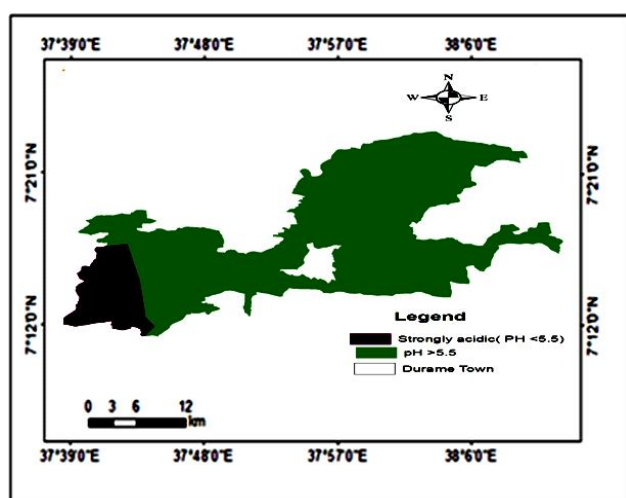 37°39'0"E 37°48'0"E 37°57'0"E 38°6'0"E
N
W E
S
7°21'0"N 7°21'0"N
Legend
Strongly acidic( PH <5.5)
7°12'0"N 7°12'0"N
pH >5.5
Durame Town
0 3 6 12
km
37°39'0"E 37°48'0"E 37°57'0"E 38°6'0"E